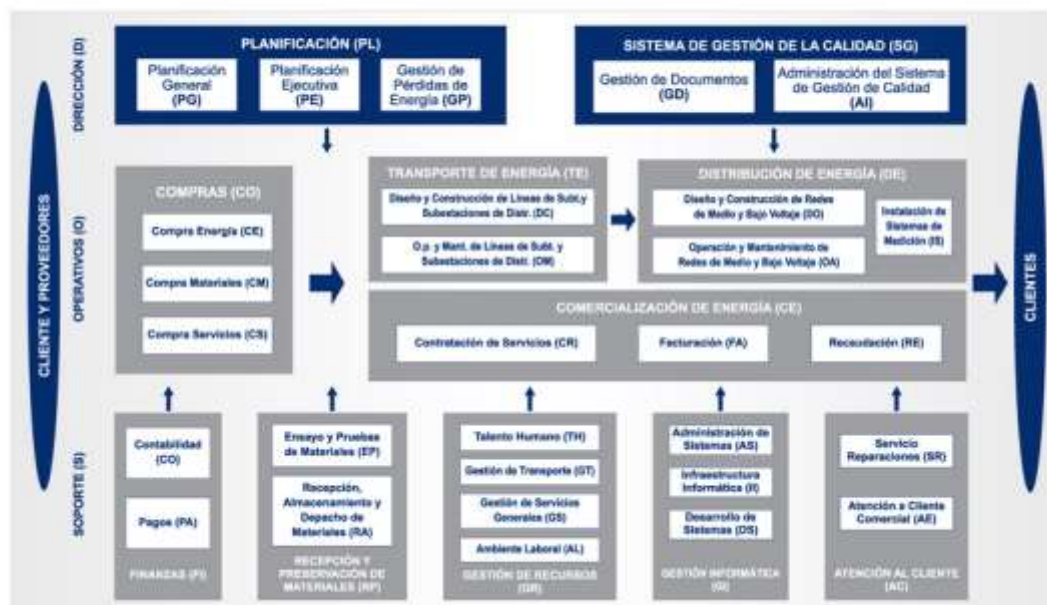 DIRECCIÓN (D)
PLANIFICACIÓN (PL)
Planificación
General
(PG)
Planificación
Ejecutiva
(PE)
Gestión de
Pérdidas de
Energía (GP)
SISTEMA DE GESTIÓN DE LA CALIDAD (SG)
Gestión de Documentos
(GD)
Administración del Sistema
de Gestión de Calidad
(AI)
CLIENTE Y PROVEEDORES
OPERATIVOS (O)
COMPRAS (CO)
Compra Energía (CE)
Compra Materiales (CM)
Compra Servicios (CS)
TRANSPORTE DE ENERGÍA (TE)
Diseño y Construcción de Líneas de Subt.y
Subestaciones de Distr. (DC)
O.p. y Mant. de Líneas de Subt. y
Subestaciones de Distr. (OM)
DISTRIBUCIÓN DE ENERGÍA (DE)
Diseño y Construcción de Redes
de Medio y Bajo Voltaje (DO)
Operación y Mantenimiento de
Redes de Medio y Bajo Voltaje (OA)
Instalación de
Sistemas de
Medición (IS)
COMERCIALIZACIÓN DE ENERGÍA (CE)
Contratación de Servicios (CR)
Facturación (FA)
Recaudación (RE)
CLIENTES
SOPORTE (S)
Contabilidad
(CO)
Pagos (PA)
FINANZAS (FI)
Ensayo y Pruebas
de Materiales (EP)
Recepción,
Almacenamiento y
Depacho de
Materiales (RA)
RECEPCIÓN Y
PRESERVACIÓN DE
MATERIALES (RP)
Talento Humano (TH)
Gestión de Transporte (GT)
Gestión de Servicios
Generales (GS)
Ambiente Laboral (AL)
GESTIÓN DE RECURSOS (GR)
Administración de
Sistemas (AS)
Infraestructura
Informática (II)
Desarrollo de
Sistemas (DS)
GESTIÓN INFORMÁTICA
(GI)
Servicio
Reparaciones (SR)
Atención a Cliente
Comercial (AE)
ATENCIÓN AL CLIENTE
(AC)